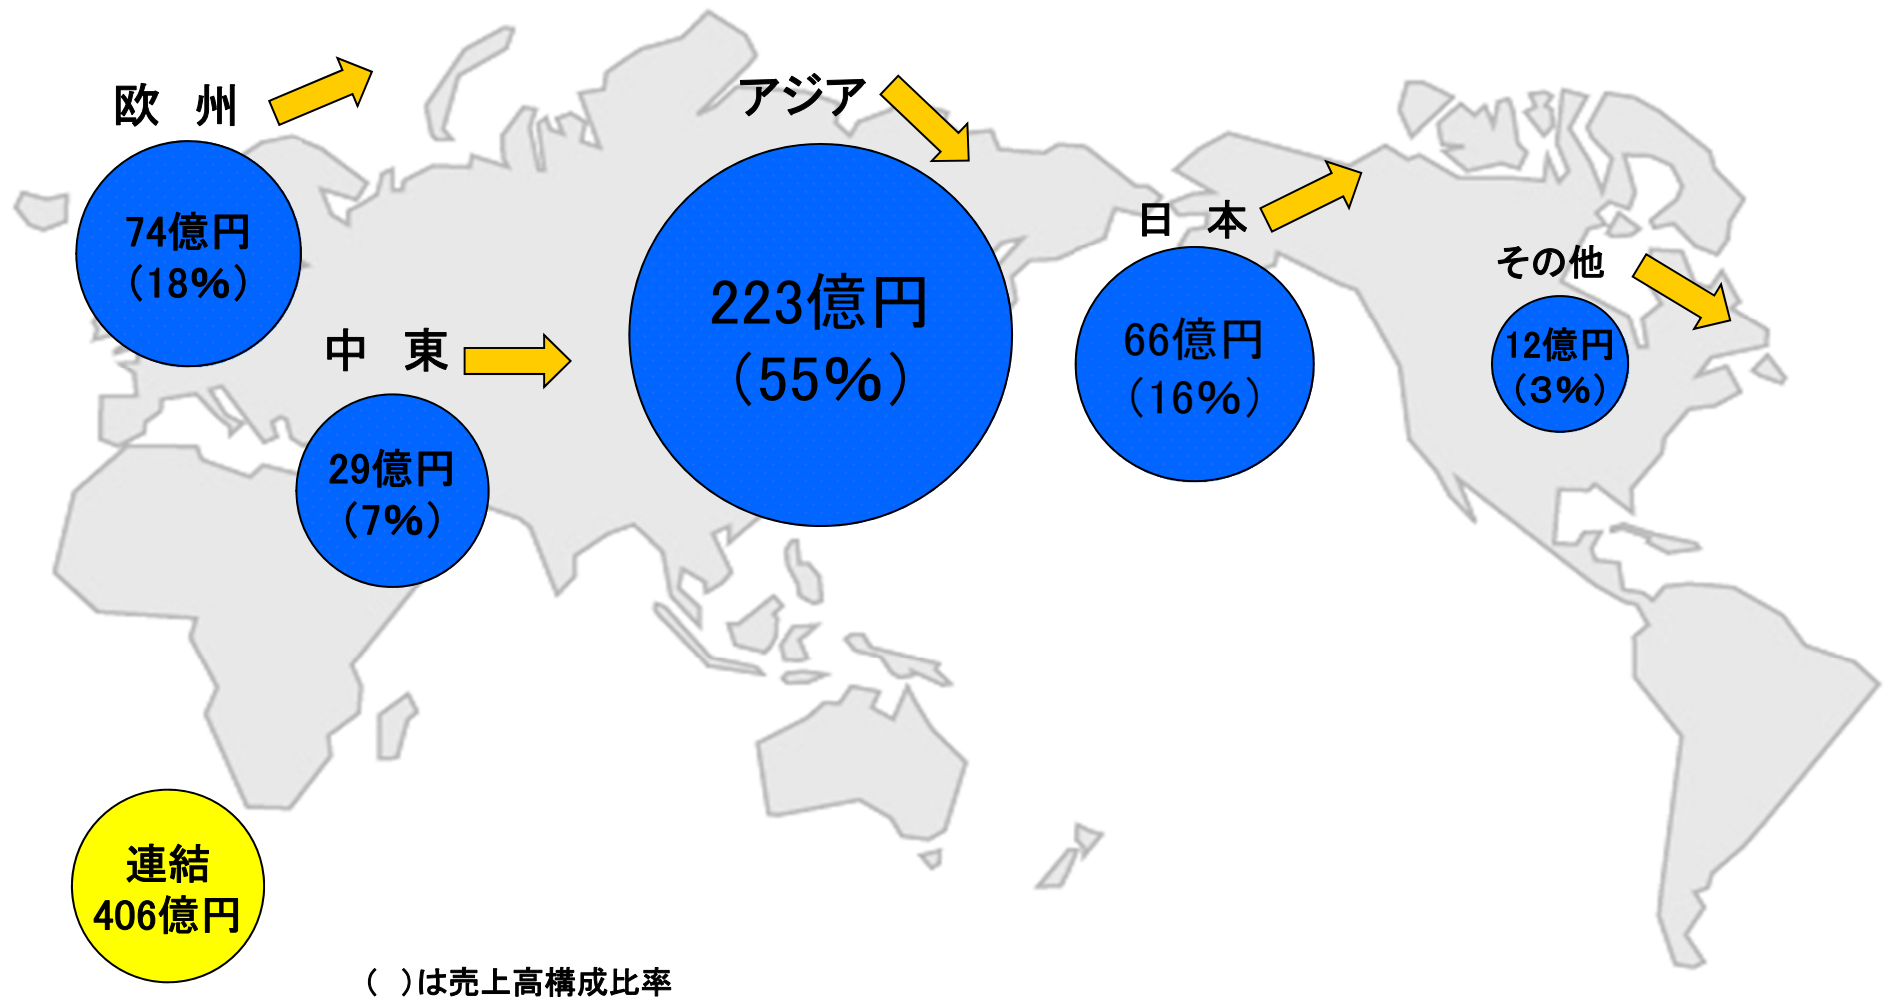 欧　州
74億円
（18%）
中　東
29億円
（7%）
アジア
223億円
（55%）
日　本
66億円
（16%）
その他
12億円
（3%）
連結
406億円
（　）は売上高構成比率